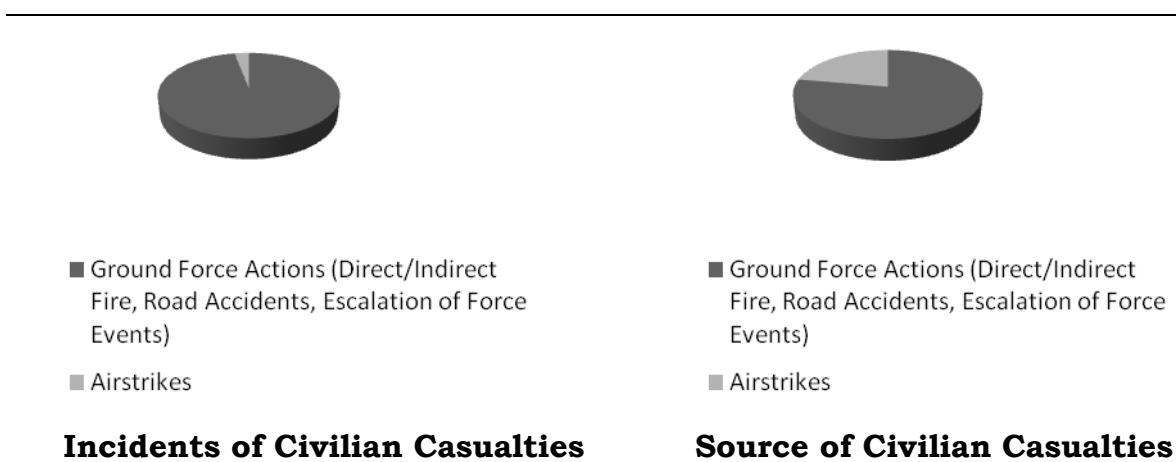 Ground Force Actions (Direct/Indirect
Fire, Road Accidents, Escalation of Force
Events)
Airstrikes
Incidents of Civilian Casualties
Ground Force Actions (Direct/Indirect
Fire, Road Accidents, Escalation of Force
Events)
Airstrikes
Source of Civilian Casualties